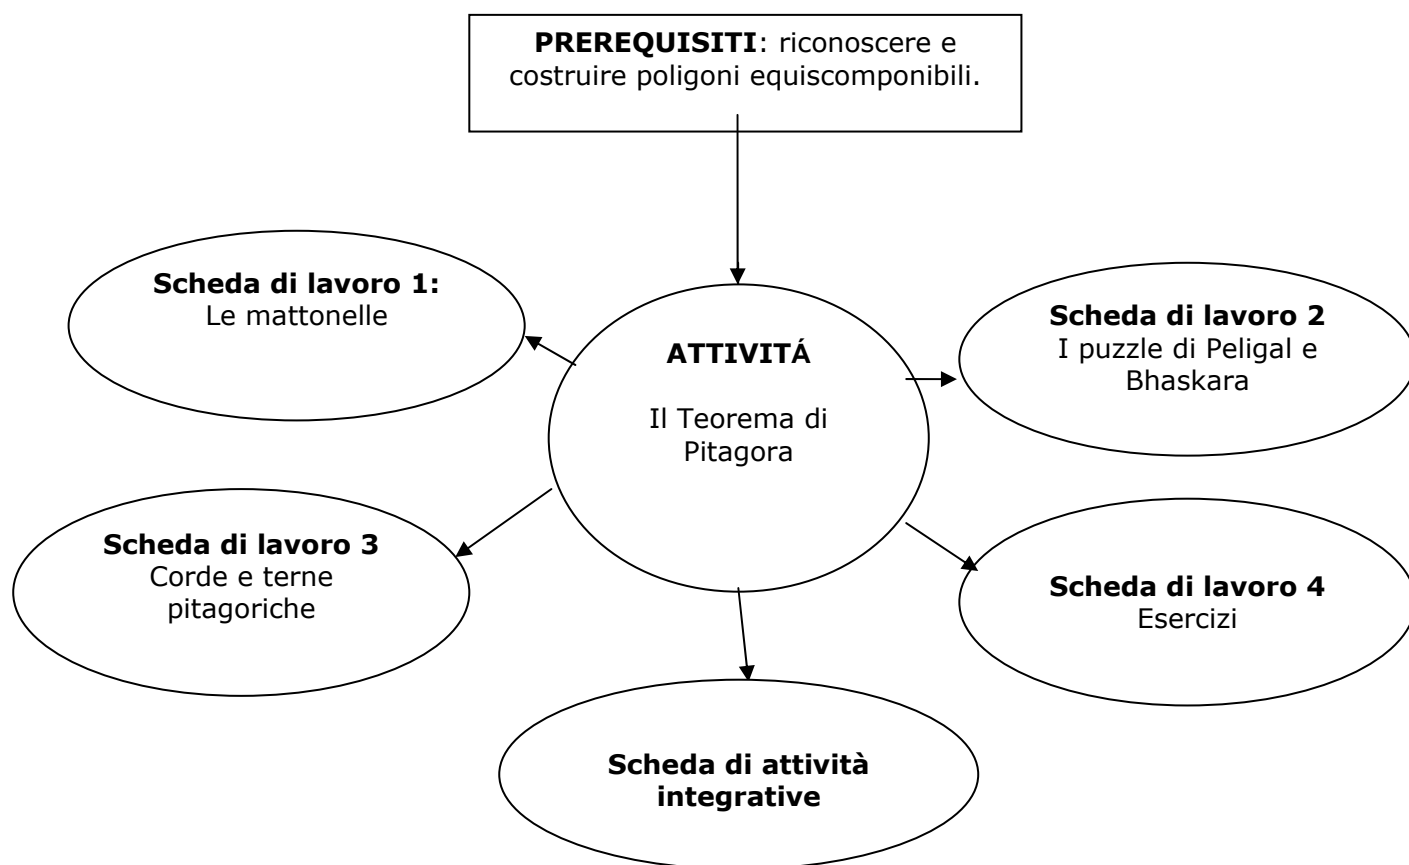 PREREQUISITI: riconoscere e
costruire poligoni equiscomponibili.
Scheda di lavoro 1:
Le mattonelle
ATTIVITÁ
Il Teorema di
Pitagora
Scheda di lavoro 2
I puzzle di Peligal e
Bhaskara
Scheda di lavoro 3
Corde e terne
pitagoriche
Scheda di lavoro 4
Esercizi
Scheda di attività
integrative